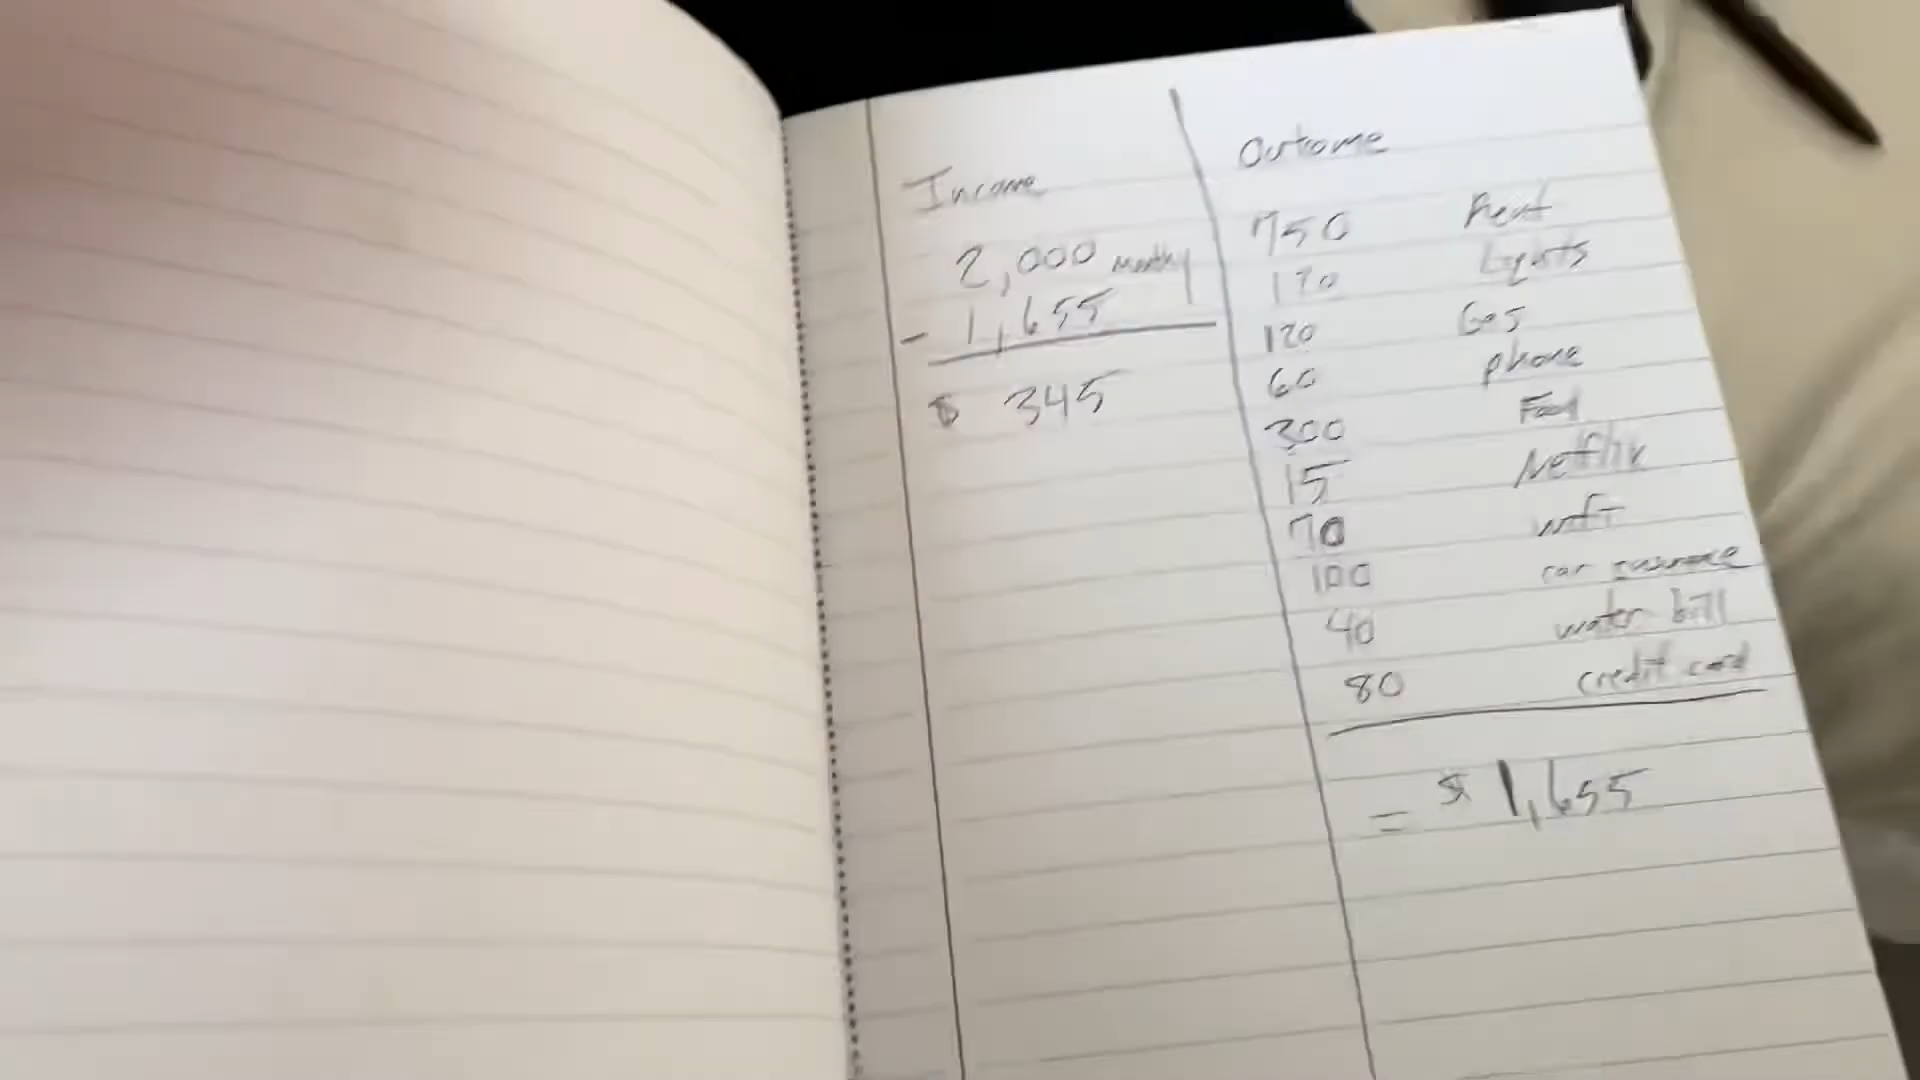 Income
2,000 monthly
- 1,655
$ 345
Outcome
750 Rent
120 Lights
120 Gas
60 phone
300 Food
15 Netflix
70 wifi
100 car insurance
40 water bill
80 credit card
= $ 1,655